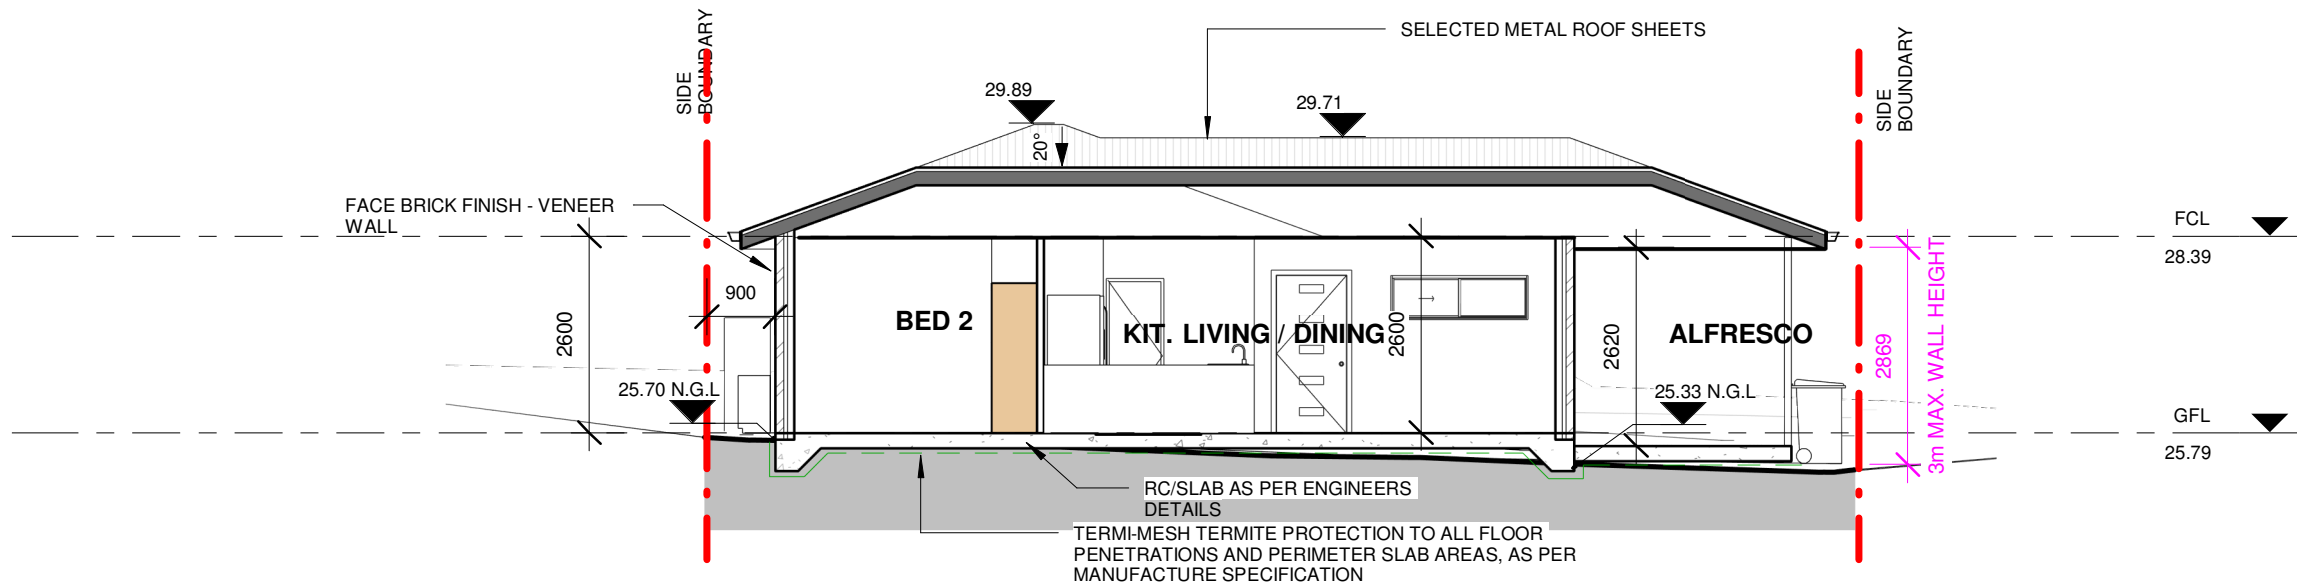 SELECTED METAL ROOF SHEETS
SIDE
BOUNDARY
SIDE
BOUNDARY
29.89
29.71
20°
FACE BRICK FINISH - VENEER
WALL
FCL
28.39
900
2600
BED 2
KIT. LIVING / DINING
2600
2620
ALFRESCO
2869
3m MAX. WALL HEIGHT
25.70 N.G.L
25.33 N.G.L
GFL
25.79
RC/SLAB AS PER ENGINEERS
DETAILS
TERMI-MESH TERMITE PROTECTION TO ALL FLOOR
PENETRATIONS AND PERIMETER SLAB AREAS, AS PER
MANUFACTURE SPECIFICATION